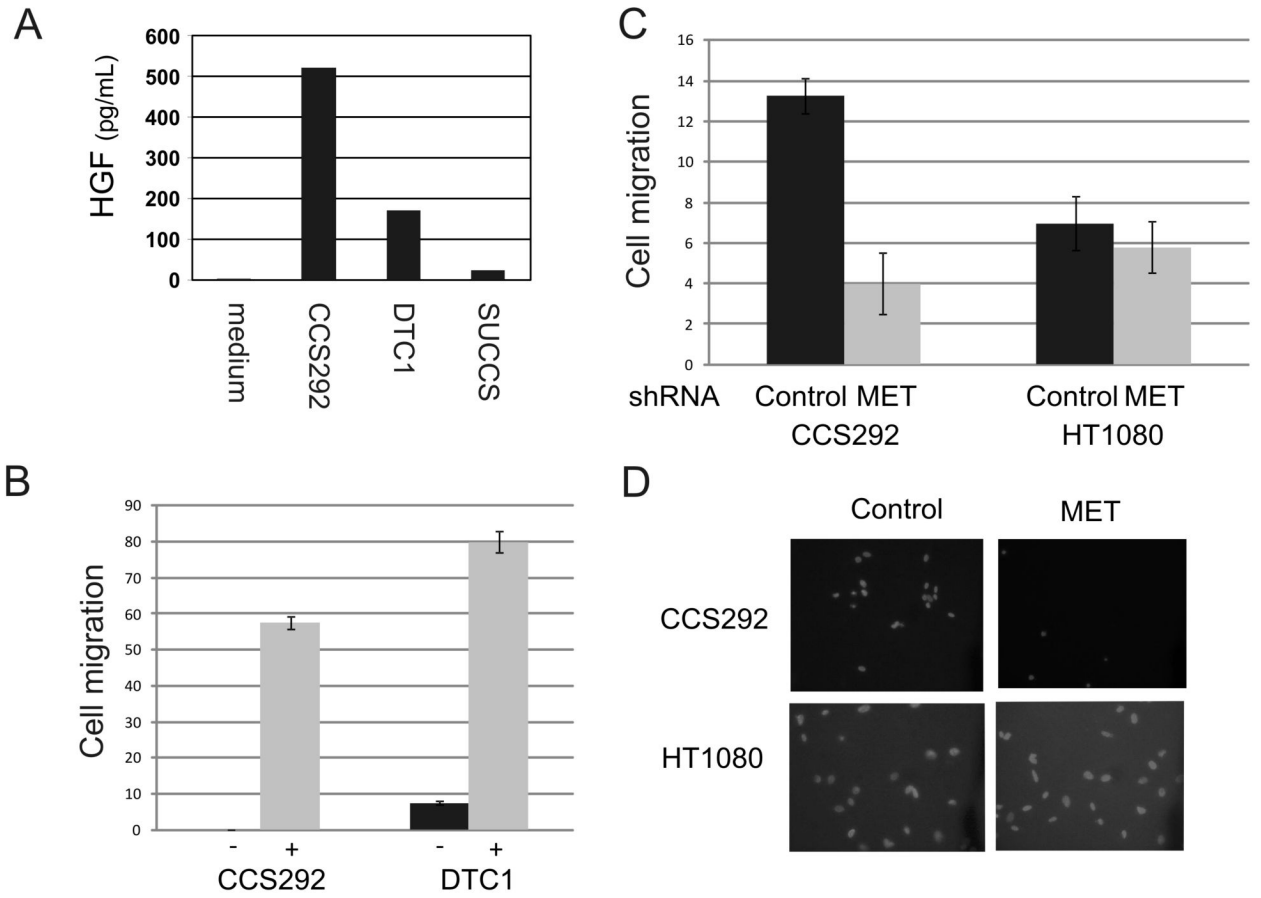 A
HGF (pg/mL)
600
500
400
300
200
100
0
medium
CCS292
DTC1
SUCCS
B
Cell migration
90
80
70
60
50
40
30
20
10
0
- + - +
CCS292 DTC1
C
Cell migration
16
14
12
10
8
6
4
2
0
shRNA Control MET Control MET
CCS292 HT1080
D
Control MET
CCS292
HT1080